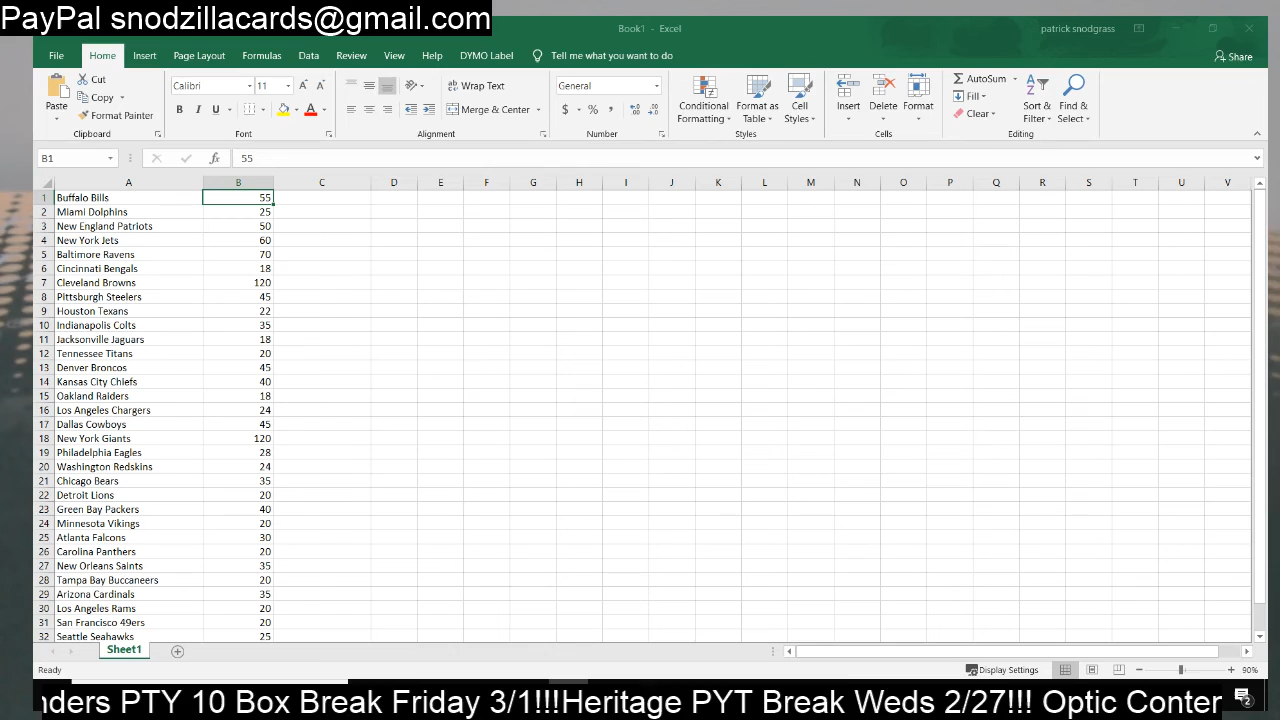 PayPal snodzillacards@gmail.com
Book1 - Excel
patrick snodgrass
File Home Insert Page Layout Formulas Data Review View Help DYMO Label Tell me what you want to do Share
Cut
Copy
Format Painter
Paste
Clipboard
Calibri 11
B I U
Font
Wrap Text
Merge & Center
Alignment
General
$ % ,
Number
Conditional Formatting
Format as Table
Cell Styles
Styles
Insert Delete Format
Cells
AutoSum
Fill
Clear
Sort & Filter
Find & Select
Editing
B1 fx 55
A B C D E F G H I J K L M N O P Q R S T U V
1 Buffalo Bills 55
2 Miami Dolphins 25
3 New England Patriots 50
4 New York Jets 60
5 Baltimore Ravens 70
6 Cincinnati Bengals 18
7 Cleveland Browns 120
8 Pittsburgh Steelers 45
9 Houston Texans 22
10 Indianapolis Colts 35
11 Jacksonville Jaguars 18
12 Tennessee Titans 20
13 Denver Broncos 45
14 Kansas City Chiefs 40
15 Oakland Raiders 18
16 Los Angeles Chargers 24
17 Dallas Cowboys 45
18 New York Giants 120
19 Philadelphia Eagles 28
20 Washington Redskins 24
21 Chicago Bears 35
22 Detroit Lions 20
23 Green Bay Packers 40
24 Minnesota Vikings 20
25 Atlanta Falcons 30
26 Carolina Panthers 20
27 New Orleans Saints 35
28 Tampa Bay Buccaneers 20
29 Arizona Cardinals 35
30 Los Angeles Rams 20
31 San Francisco 49ers 20
32 Seattle Seahawks 25
Sheet1
Ready Display Settings 90%
nders PTY 10 Box Break Friday 3/1!!!Heritage PYT Break Weds 2/27!!! Optic Conter
2